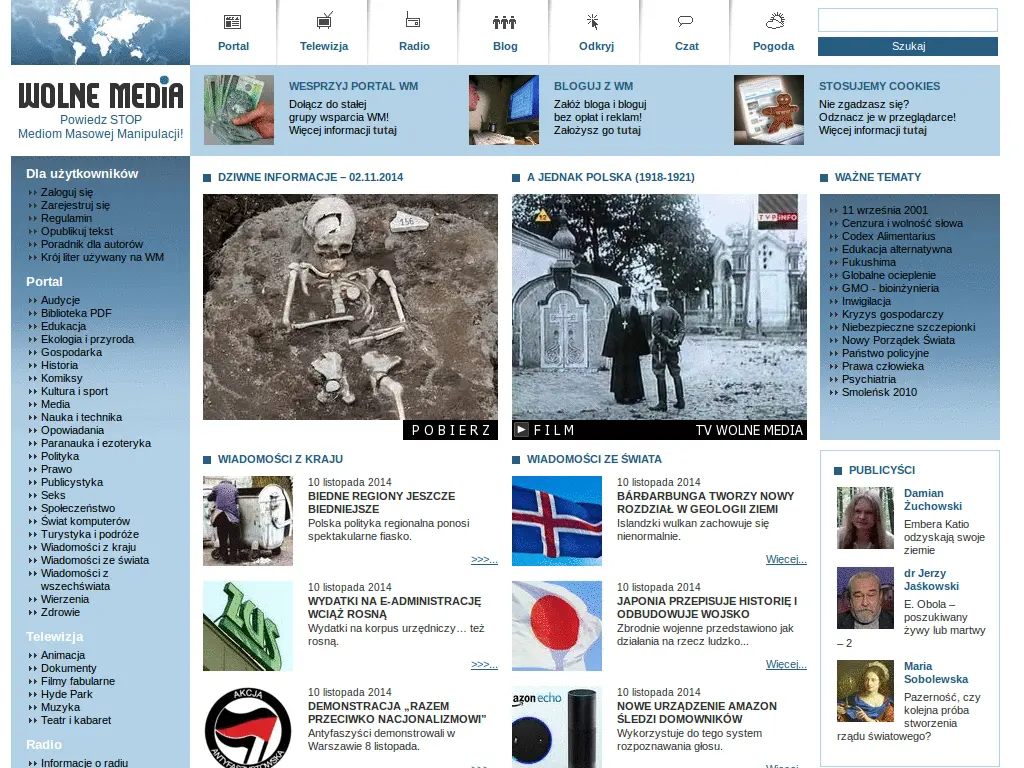 Portal
Telewizja
Radio
Blog
Odkryj
Czat
Pogoda
Szukaj
WOLNE MEDIA
Powiedz STOP
Mediom Masowej Manipulacji!
WESPRZYJ PORTAL WM
Dołącz do stałej
grupy wsparcia WM!
Więcej informacji tutaj
BLOGUJ Z WM
Załóż bloga i bloguj
bez opłat i reklam!
Założysz go tutaj
STOSUJEMY COOKIES
Nie zgadzasz się?
Odznacz je w przeglądarce!
Więcej informacji tutaj
Dla użytkowników
Zaloguj się
Zarejestruj się
Regulamin
Opublikuj tekst
Poradnik dla autorów
Krój liter używany na WM
Portal
Audycje
Biblioteka PDF
Edukacja
Ekologia i przyroda
Gospodarka
Historia
Komiksy
Kultura i sport
Media
Nauka i technika
Opowiadania
Paranauka i ezoteryka
Polityka
Prawo
Publicystyka
Seks
Społeczeństwo
Świat komputerów
Turystyka i podróże
Wiadomości z kraju
Wiadomości ze świata
Wiadomości z
wszechświata
Wierzenia
Zdrowie
Telewizja
Animacja
Dokumenty
Filmy fabularne
Hyde Park
Muzyka
Teatr i kabaret
Radio
Informacje o radiu
DZIWNE INFORMACJE – 02.11.2014
156
POBIERZ
A JEDNAK POLSKA (1918-1921)
12
TVP INFO
FILM
TV WOLNE MEDIA
WAŻNE TEMATY
11 września 2001
Cenzura i wolność słowa
Codex Alimentarius
Edukacja alternatywna
Fukushima
Globalne ocieplenie
GMO - bioinżynieria
Inwigilacja
Kryzys gospodarczy
Niebezpieczne szczepionki
Nowy Porządek Świata
Państwo policyjne
Prawa człowieka
Psychiatria
Smoleńsk 2010
WIADOMOŚCI Z KRAJU
10 listopada 2014
BIEDNE REGIONY JESZCZE
BIEDNIEJSZE
Polska polityka regionalna ponosi
spektakularne fiasko.
>>>...
10 listopada 2014
WYDATKI NA E-ADMINISTRACJĘ
WCIĄŻ ROSNĄ
Wydatki na korpus urzędniczy… też
rosną.
>>>...
AKCJA
ANTYFASZYSTOWSKA
10 listopada 2014
DEMONSTRACJA „RAZEM
PRZECIWKO NACJONALIZMOWI”
Antyfaszyści demonstrowali w
Warszawie 8 listopada.
WIADOMOŚCI ZE ŚWIATA
10 listopada 2014
BÁRÐARBUNGA TWORZY NOWY
ROZDZIAŁ W GEOLOGII ZIEMI
Islandzki wulkan zachowuje się
nienormalnie.
Więcej...
10 listopada 2014
JAPONIA PRZEPISUJE HISTORIĘ I
ODBUDOWUJE WOJSKO
Zbrodnie wojenne przedstawiono jak
działania na rzecz ludzko...
Więcej...
azon echo
10 listopada 2014
NOWE URZĄDZENIE AMAZON
ŚLEDZI DOMOWNIKÓW
Wykorzystuje do tego system
rozpoznawania głosu.
Więcej...
PUBLICYŚCI
Damian
Żuchowski
Embera Katio
odzyskają swoje
ziemie
dr Jerzy
Jaśkowski
E. Obola –
poszukiwany
żywy lub martwy
– 2
Maria
Sobolewska
Pazerność, czy
kolejna próba
stworzenia
rządu światowego?